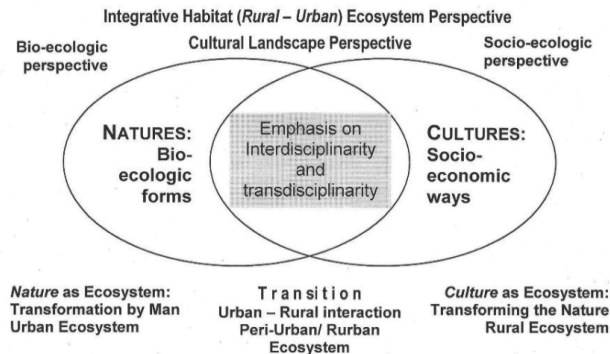 Integrative Habitat (Rural – Urban) Ecosystem Perspective
Bio-ecologic
perspective
Cultural Landscape Perspective
Socio-ecologic
perspective
NATURES:
Bio-
ecologic
forms
Emphasis on
Interdisciplinarity
and
transdisciplinarity
CULTURES:
Socio-
economic
ways
Nature as Ecosystem:
Transformation by Man
Urban Ecosystem
Transition
Urban – Rural interaction
Peri-Urban/ Rurban
Ecosystem
Culture as Ecosystem:
Transforming the Nature
Rural Ecosystem